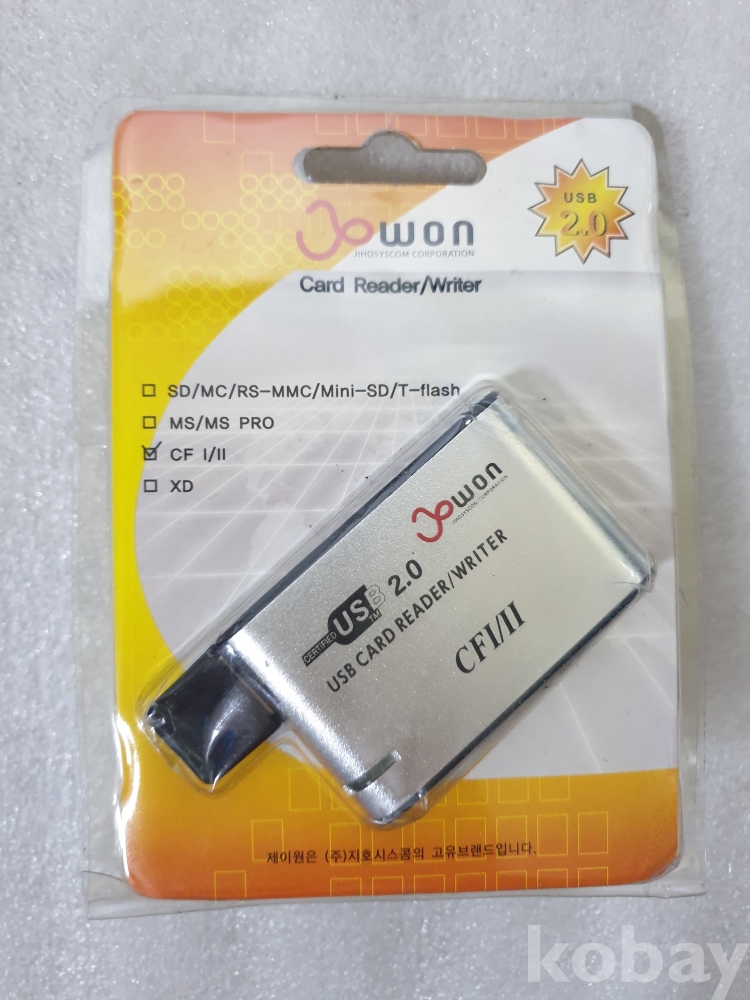 USB
2.0
Jowon
JIHOSYSCOM CORPORATION
Card Reader/Writer
SD/MC/RS-MMC/Mini-SD/T-flash
MS/MS PRO
CF I/II
XD
Jowon
JIHOSYSCOM CORPORATION
CERTIFIED USB TM 2.0
USB CARD READER/WRITER
CFI/II
제이원은 (주)지호시스콤의 고유브랜드입니다.
kobay